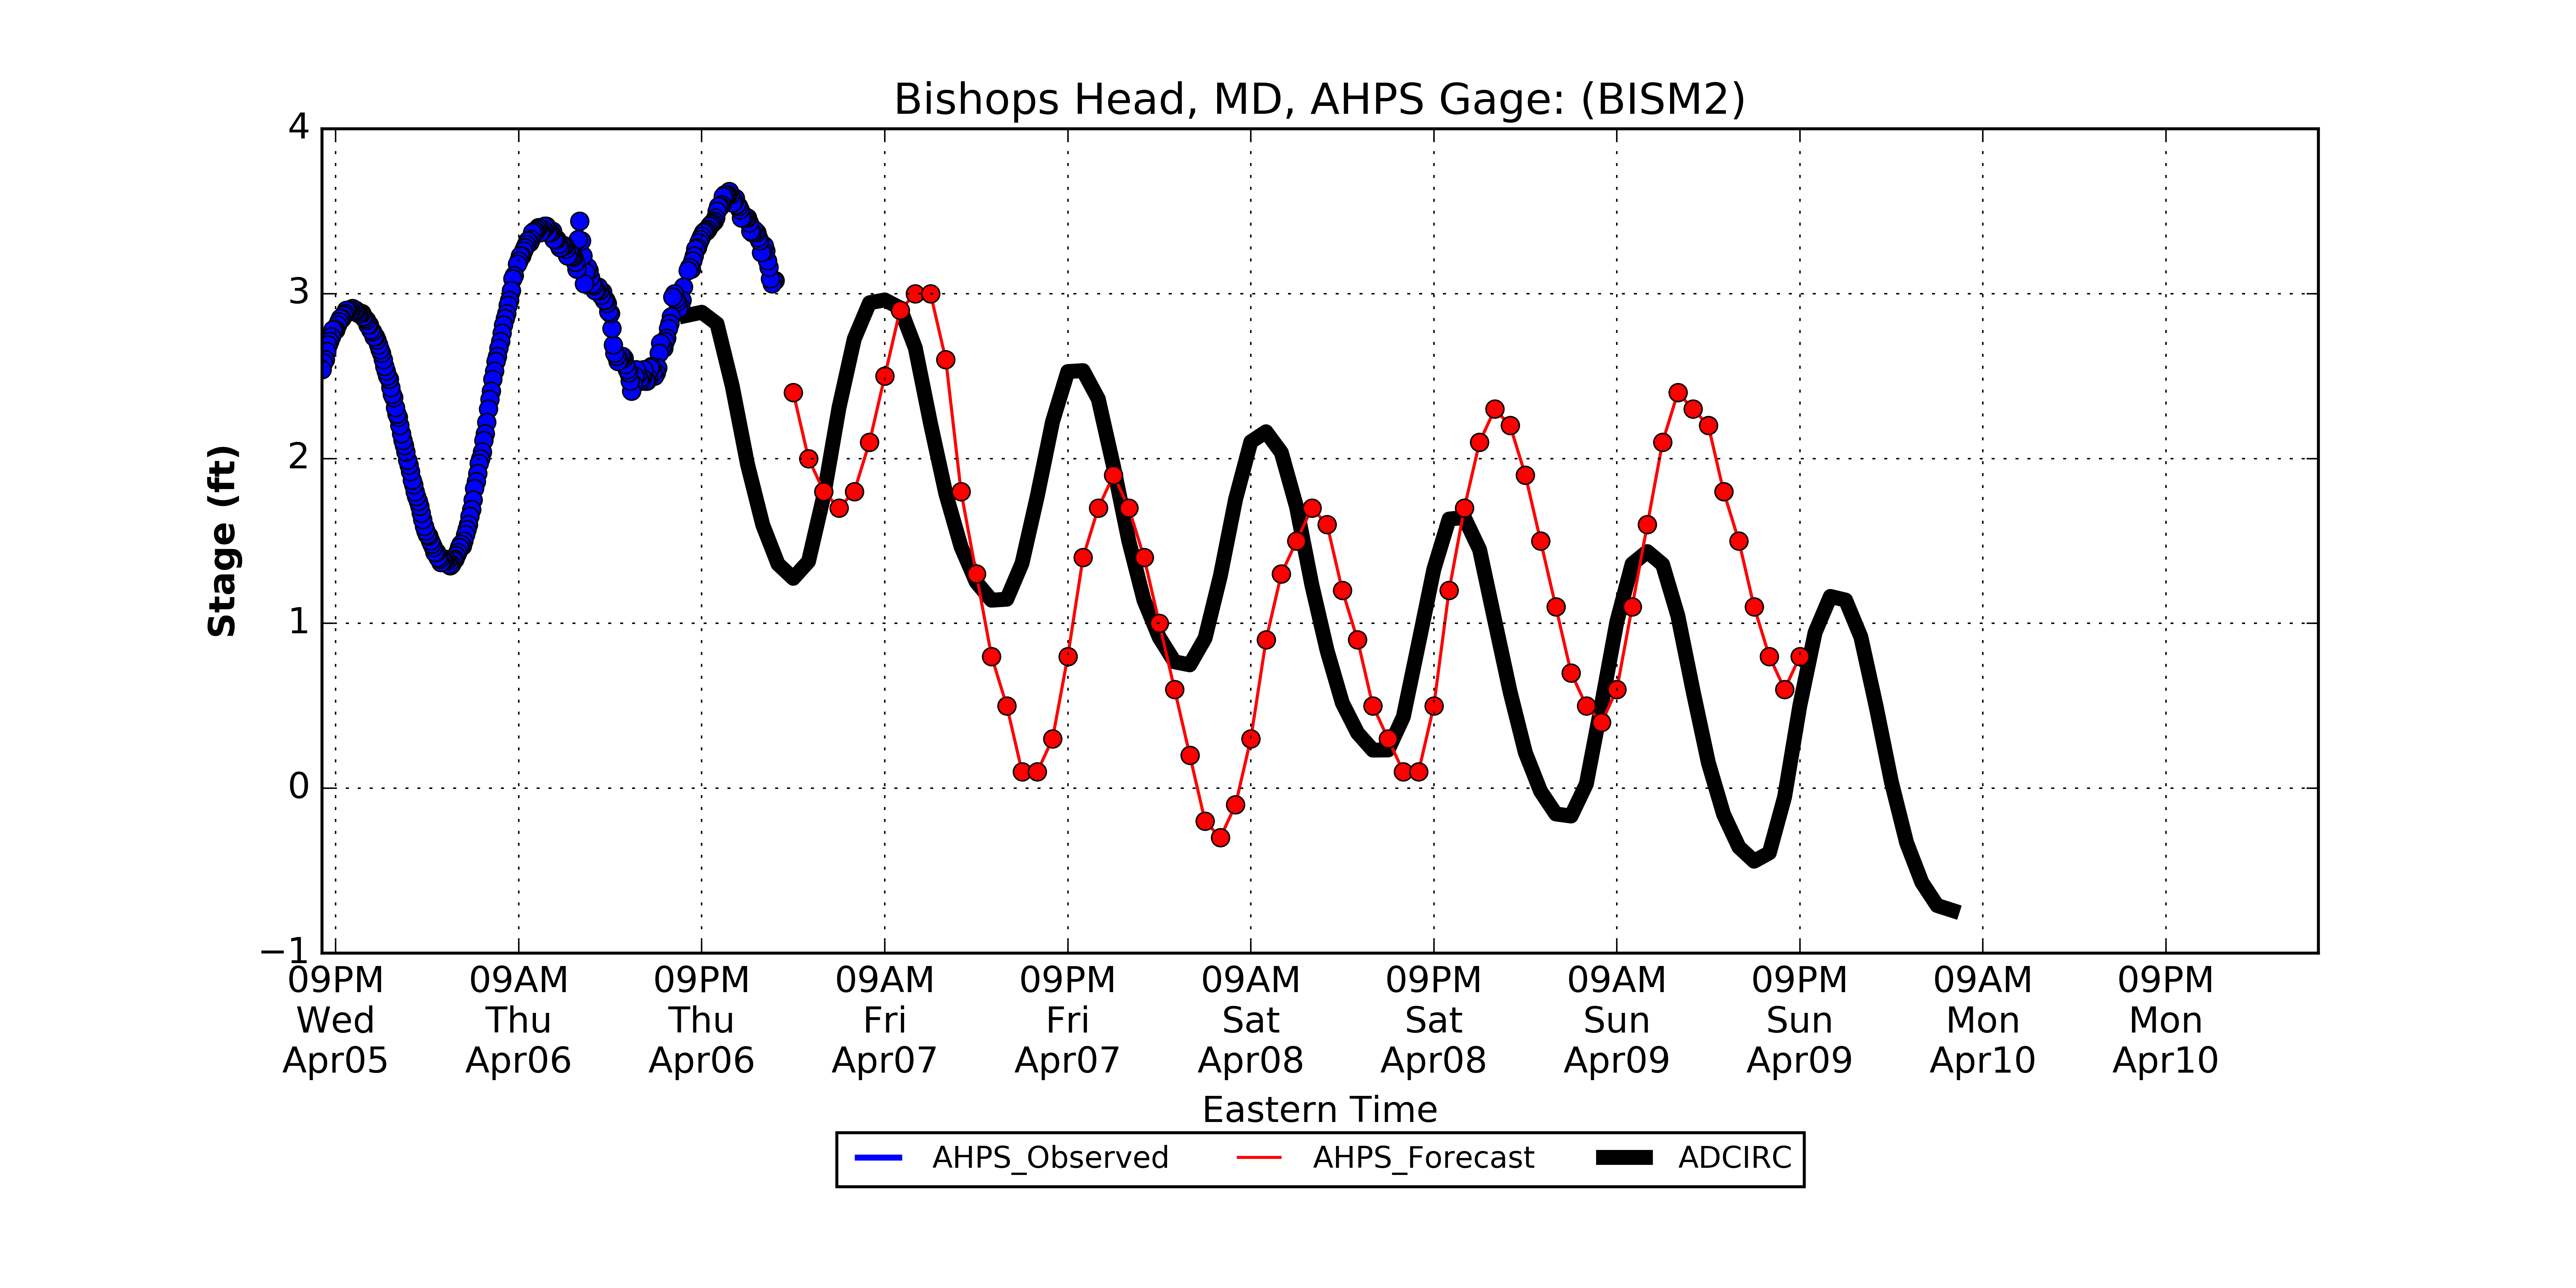 Bishops Head, MD, AHPS Gage: (BISM2)
4
3
2
1
0
−1
Stage (ft)
09PM 09AM 09PM 09AM 09PM 09AM 09PM 09AM 09PM 09AM 09PM
Wed Thu Thu Fri Fri Sat Sat Sun Sun Mon Mon
Apr05 Apr06 Apr06 Apr07 Apr07 Apr08 Apr08 Apr09 Apr09 Apr10 Apr10
Eastern Time
AHPS_Observed AHPS_Forecast ADCIRC